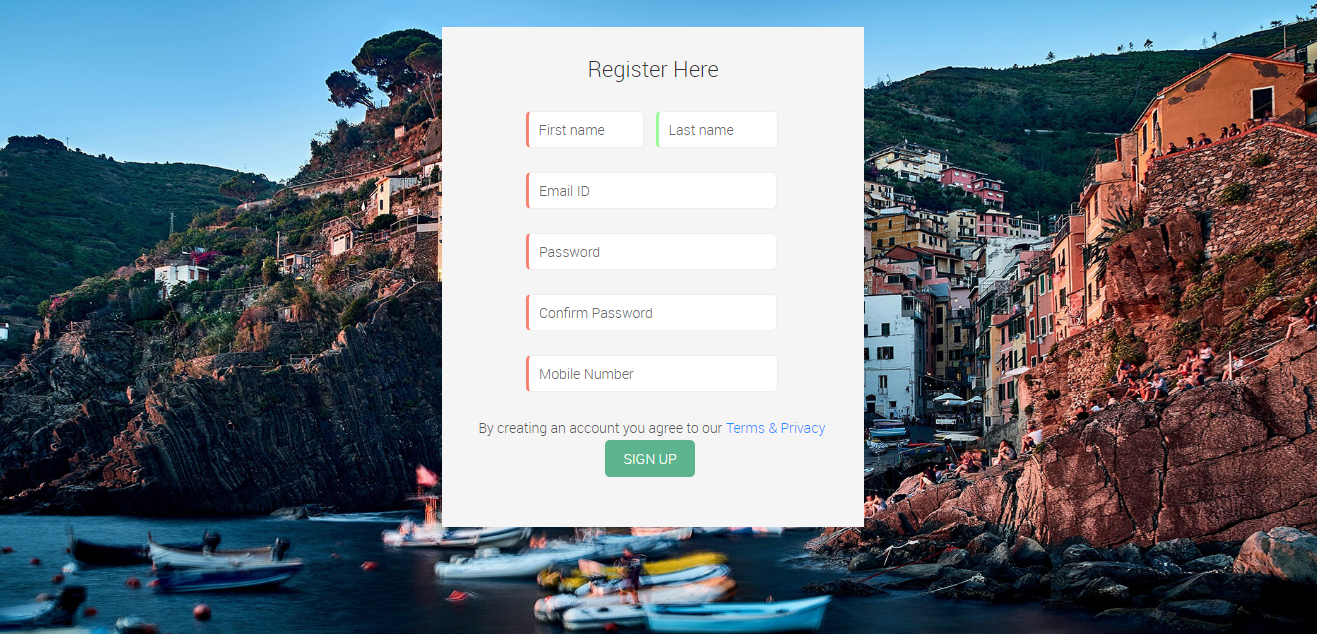 Register Here
First name Last name
Email ID
Password
Confirm Password
Mobile Number
By creating an account you agree to our Terms & Privacy
SIGN UP